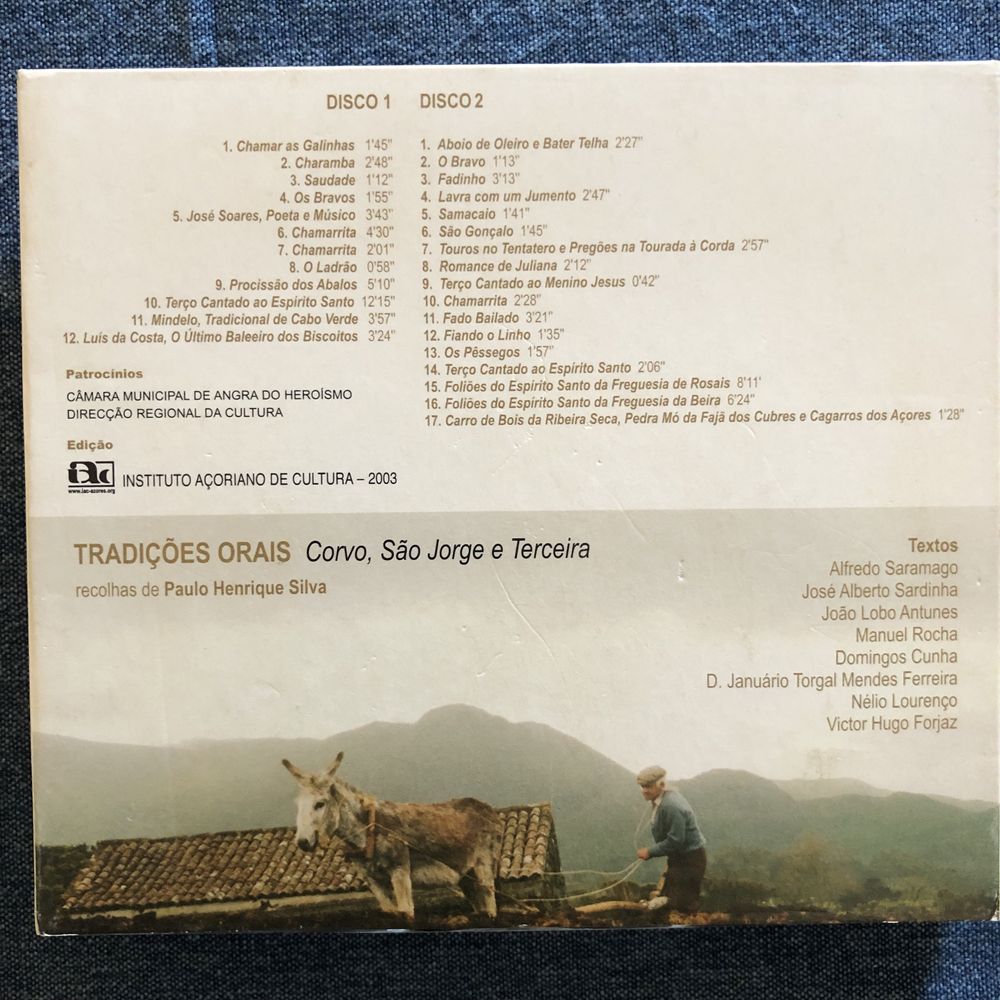 DISCO 1
1. Chamar as Galinhas 1'45"
2. Charamba 2'48"
3. Saudade 1'12"
4. Os Bravos 1'55"
5. José Soares, Poeta e Músico 3'43"
6. Chamarrita 4'30"
7. Chamarrita 2'01"
8. O Ladrão 0'58"
9. Procissão dos Abalos 5'10"
10. Terço Cantado ao Espírito Santo 12'15"
11. Mindelo, Tradicional de Cabo Verde 3'57"
12. Luís da Costa, O Último Baleeiro dos Biscoitos 3'24"
DISCO 2
1. Aboio de Oleiro e Bater Telha 2'27"
2. O Bravo 1'13"
3. Fadinho 3'13"
4. Lavra com um Jumento 2'47"
5. Samacaio 1'41"
6. São Gonçalo 1'45"
7. Touros no Tentatero e Pregões na Tourada à Corda 2'57"
8. Romance de Juliana 2'12"
9. Terço Cantado ao Menino Jesus 0'42"
10. Chamarrita 2'28"
11. Fado Bailado 3'21"
12. Fiando o Linho 1'35"
13. Os Pêssegos 1'57"
14. Terço Cantado ao Espírito Santo 2'06"
15. Foliões do Espírito Santo da Freguesia de Rosais 8'11'
16. Foliões do Espírito Santo da Freguesia da Beira 6'24"
17. Carro de Bois da Ribeira Seca, Pedra Mó da Fajã dos Cubres e Cagarros dos Açores 1'28"
Patrocínios
CÂMARA MUNICIPAL DE ANGRA DO HEROÍSMO
DIRECÇÃO REGIONAL DA CULTURA
Edição
iac
www.iac-azores.org
INSTITUTO AÇORIANO DE CULTURA – 2003
TRADIÇÕES ORAIS Corvo, São Jorge e Terceira
recolhas de Paulo Henrique Silva
Textos
Alfredo Saramago
José Alberto Sardinha
João Lobo Antunes
Manuel Rocha
Domingos Cunha
D. Januário Torgal Mendes Ferreira
Nélio Lourenço
Victor Hugo Forjaz